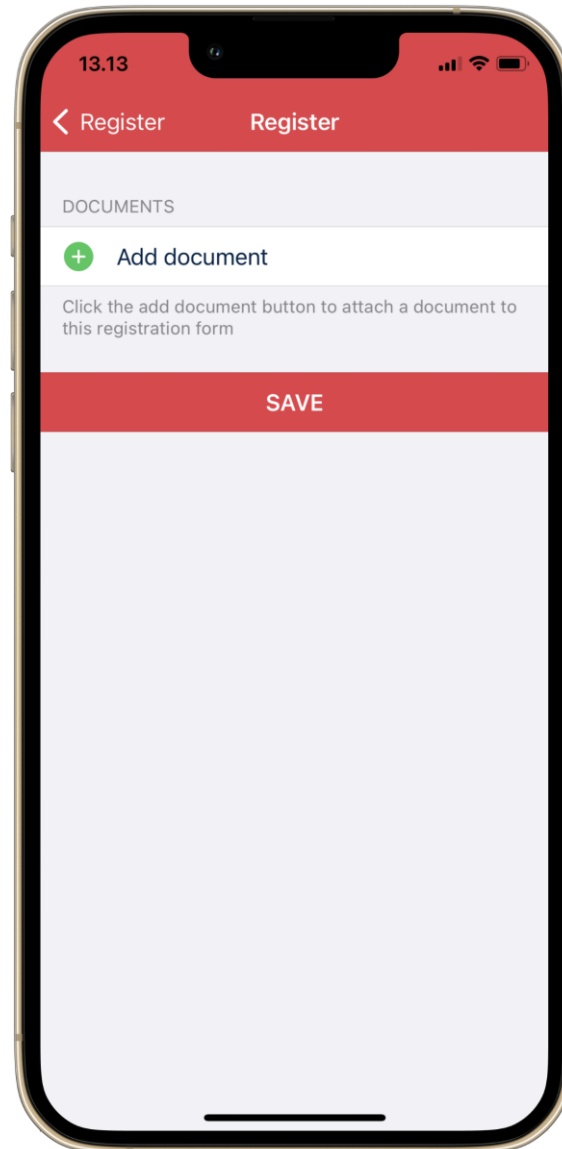 13.13
Register
Register
DOCUMENTS
Add document
Click the add document button to attach a document to
this registration form
SAVE